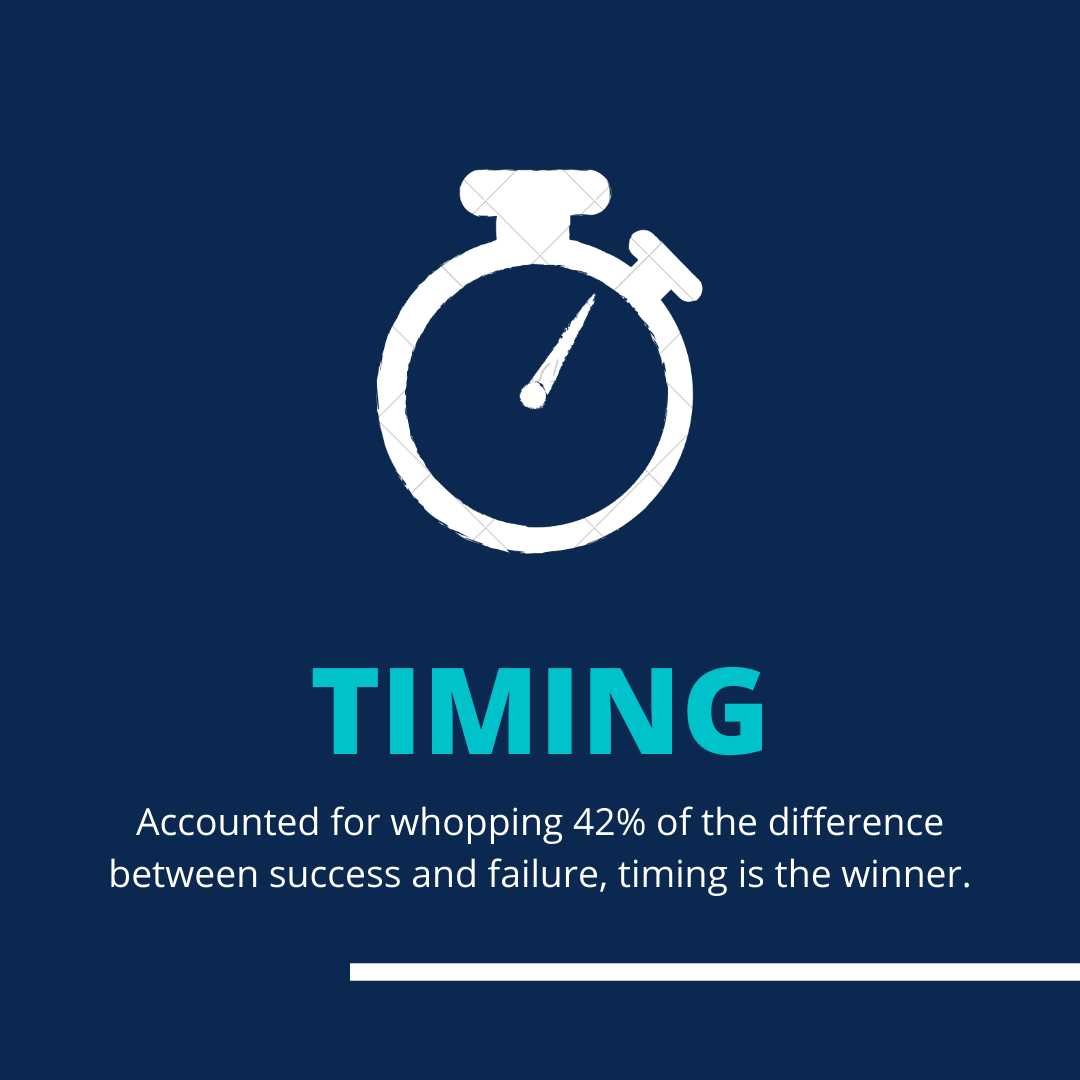 TIMING
Accounted for whopping 42% of the difference
between success and failure, timing is the winner.